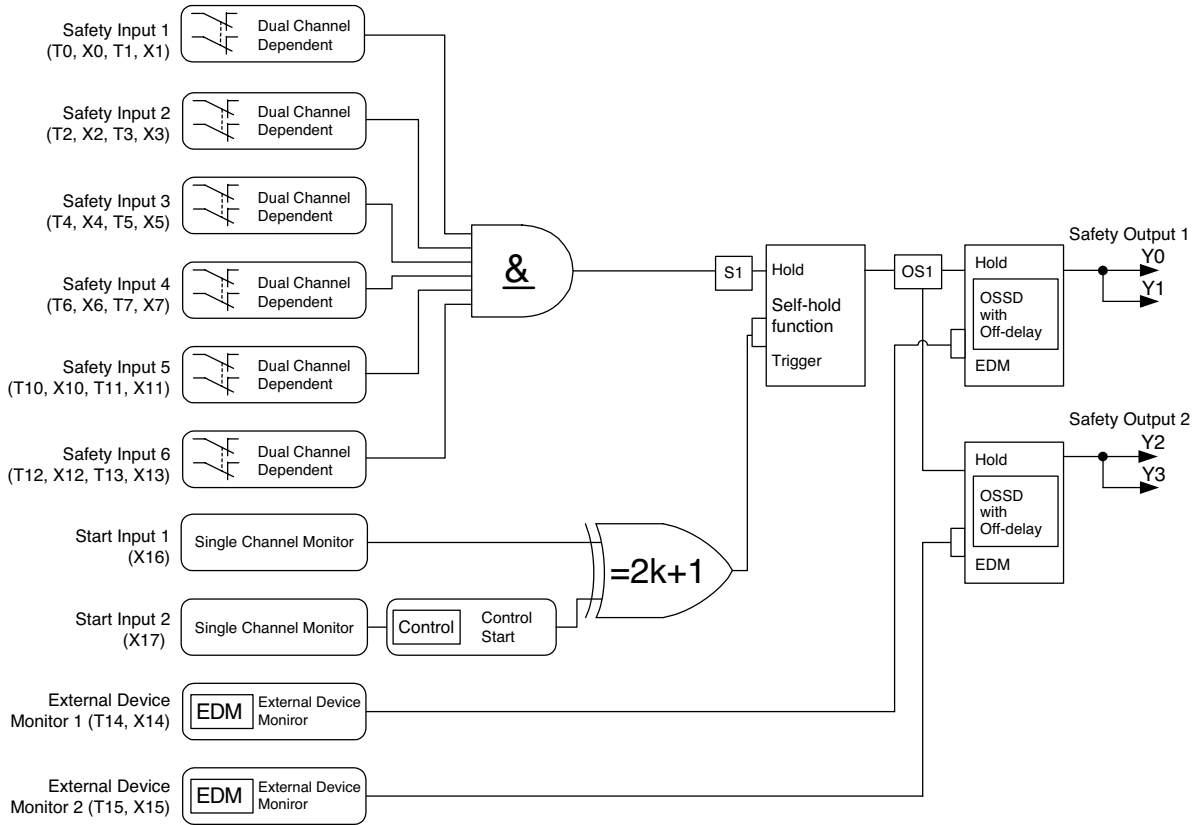 Safety Input 1
(T0, X0, T1, X1)
Dual Channel
Dependent
Safety Input 2
(T2, X2, T3, X3)
Dual Channel
Dependent
Safety Input 3
(T4, X4, T5, X5)
Dual Channel
Dependent
Safety Input 4
(T6, X6, T7, X7)
Dual Channel
Dependent
Safety Input 5
(T10, X10, T11, X11)
Dual Channel
Dependent
Safety Input 6
(T12, X12, T13, X13)
Dual Channel
Dependent
Start Input 1
(X16)
Single Channel Monitor
Start Input 2
(X17)
Single Channel Monitor
Control
Control
Start
External Device
Monitor 1 (T14, X14)
EDM
External Device
Moniror
External Device
Monitor 2 (T15, X15)
EDM
External Device
Moniror
&
=2k+1
S1
Hold
Self-hold
function
Trigger
OS1
Hold
OSSD
with
Off-delay
EDM
Safety Output 1
Y0
Y1
Hold
OSSD
with
Off-delay
EDM
Safety Output 2
Y2
Y3